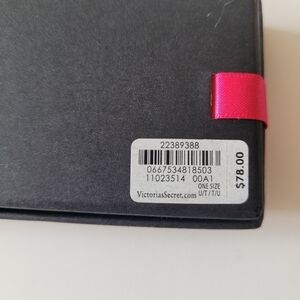 22389388
0667534818503
11023514 00A1
ONE SIZE
VictoriasSecret.com U/T/T/U
$78.00